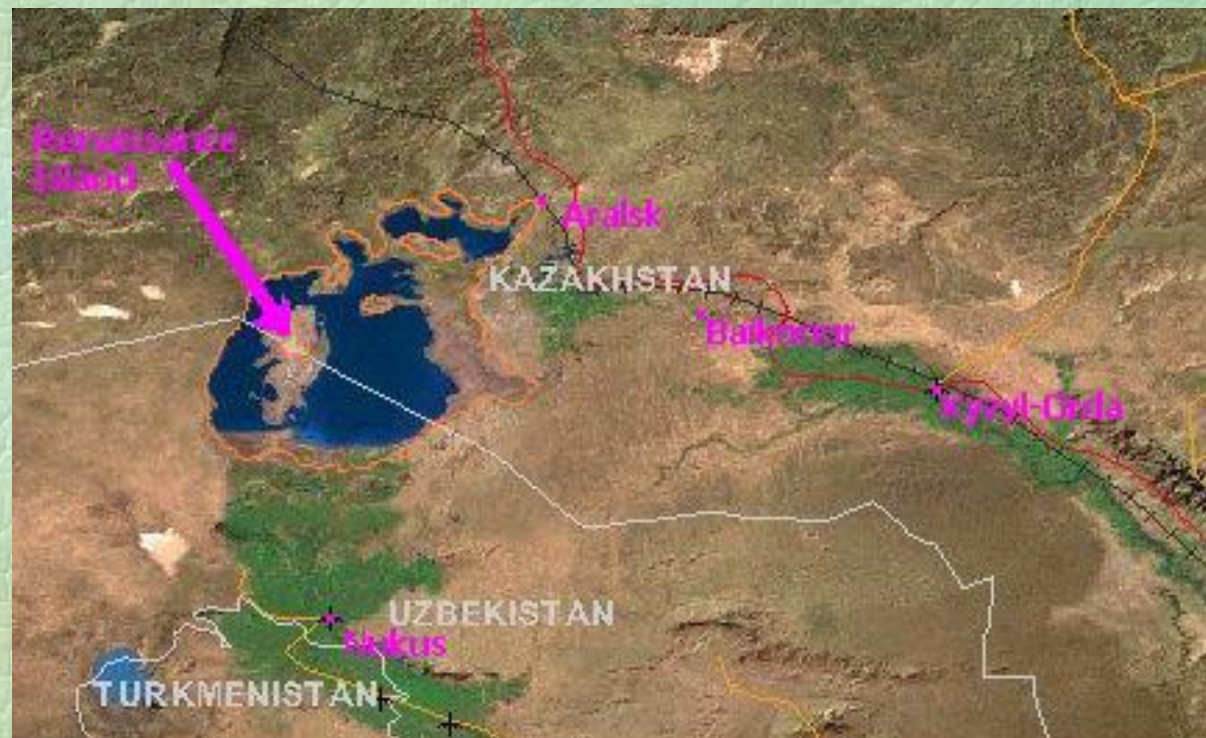 Renaissance
Island
Aralsk
KAZAKHSTAN
Baikonur
Kyzyl-Orda
UZBEKISTAN
Nukus
TURKMENISTAN